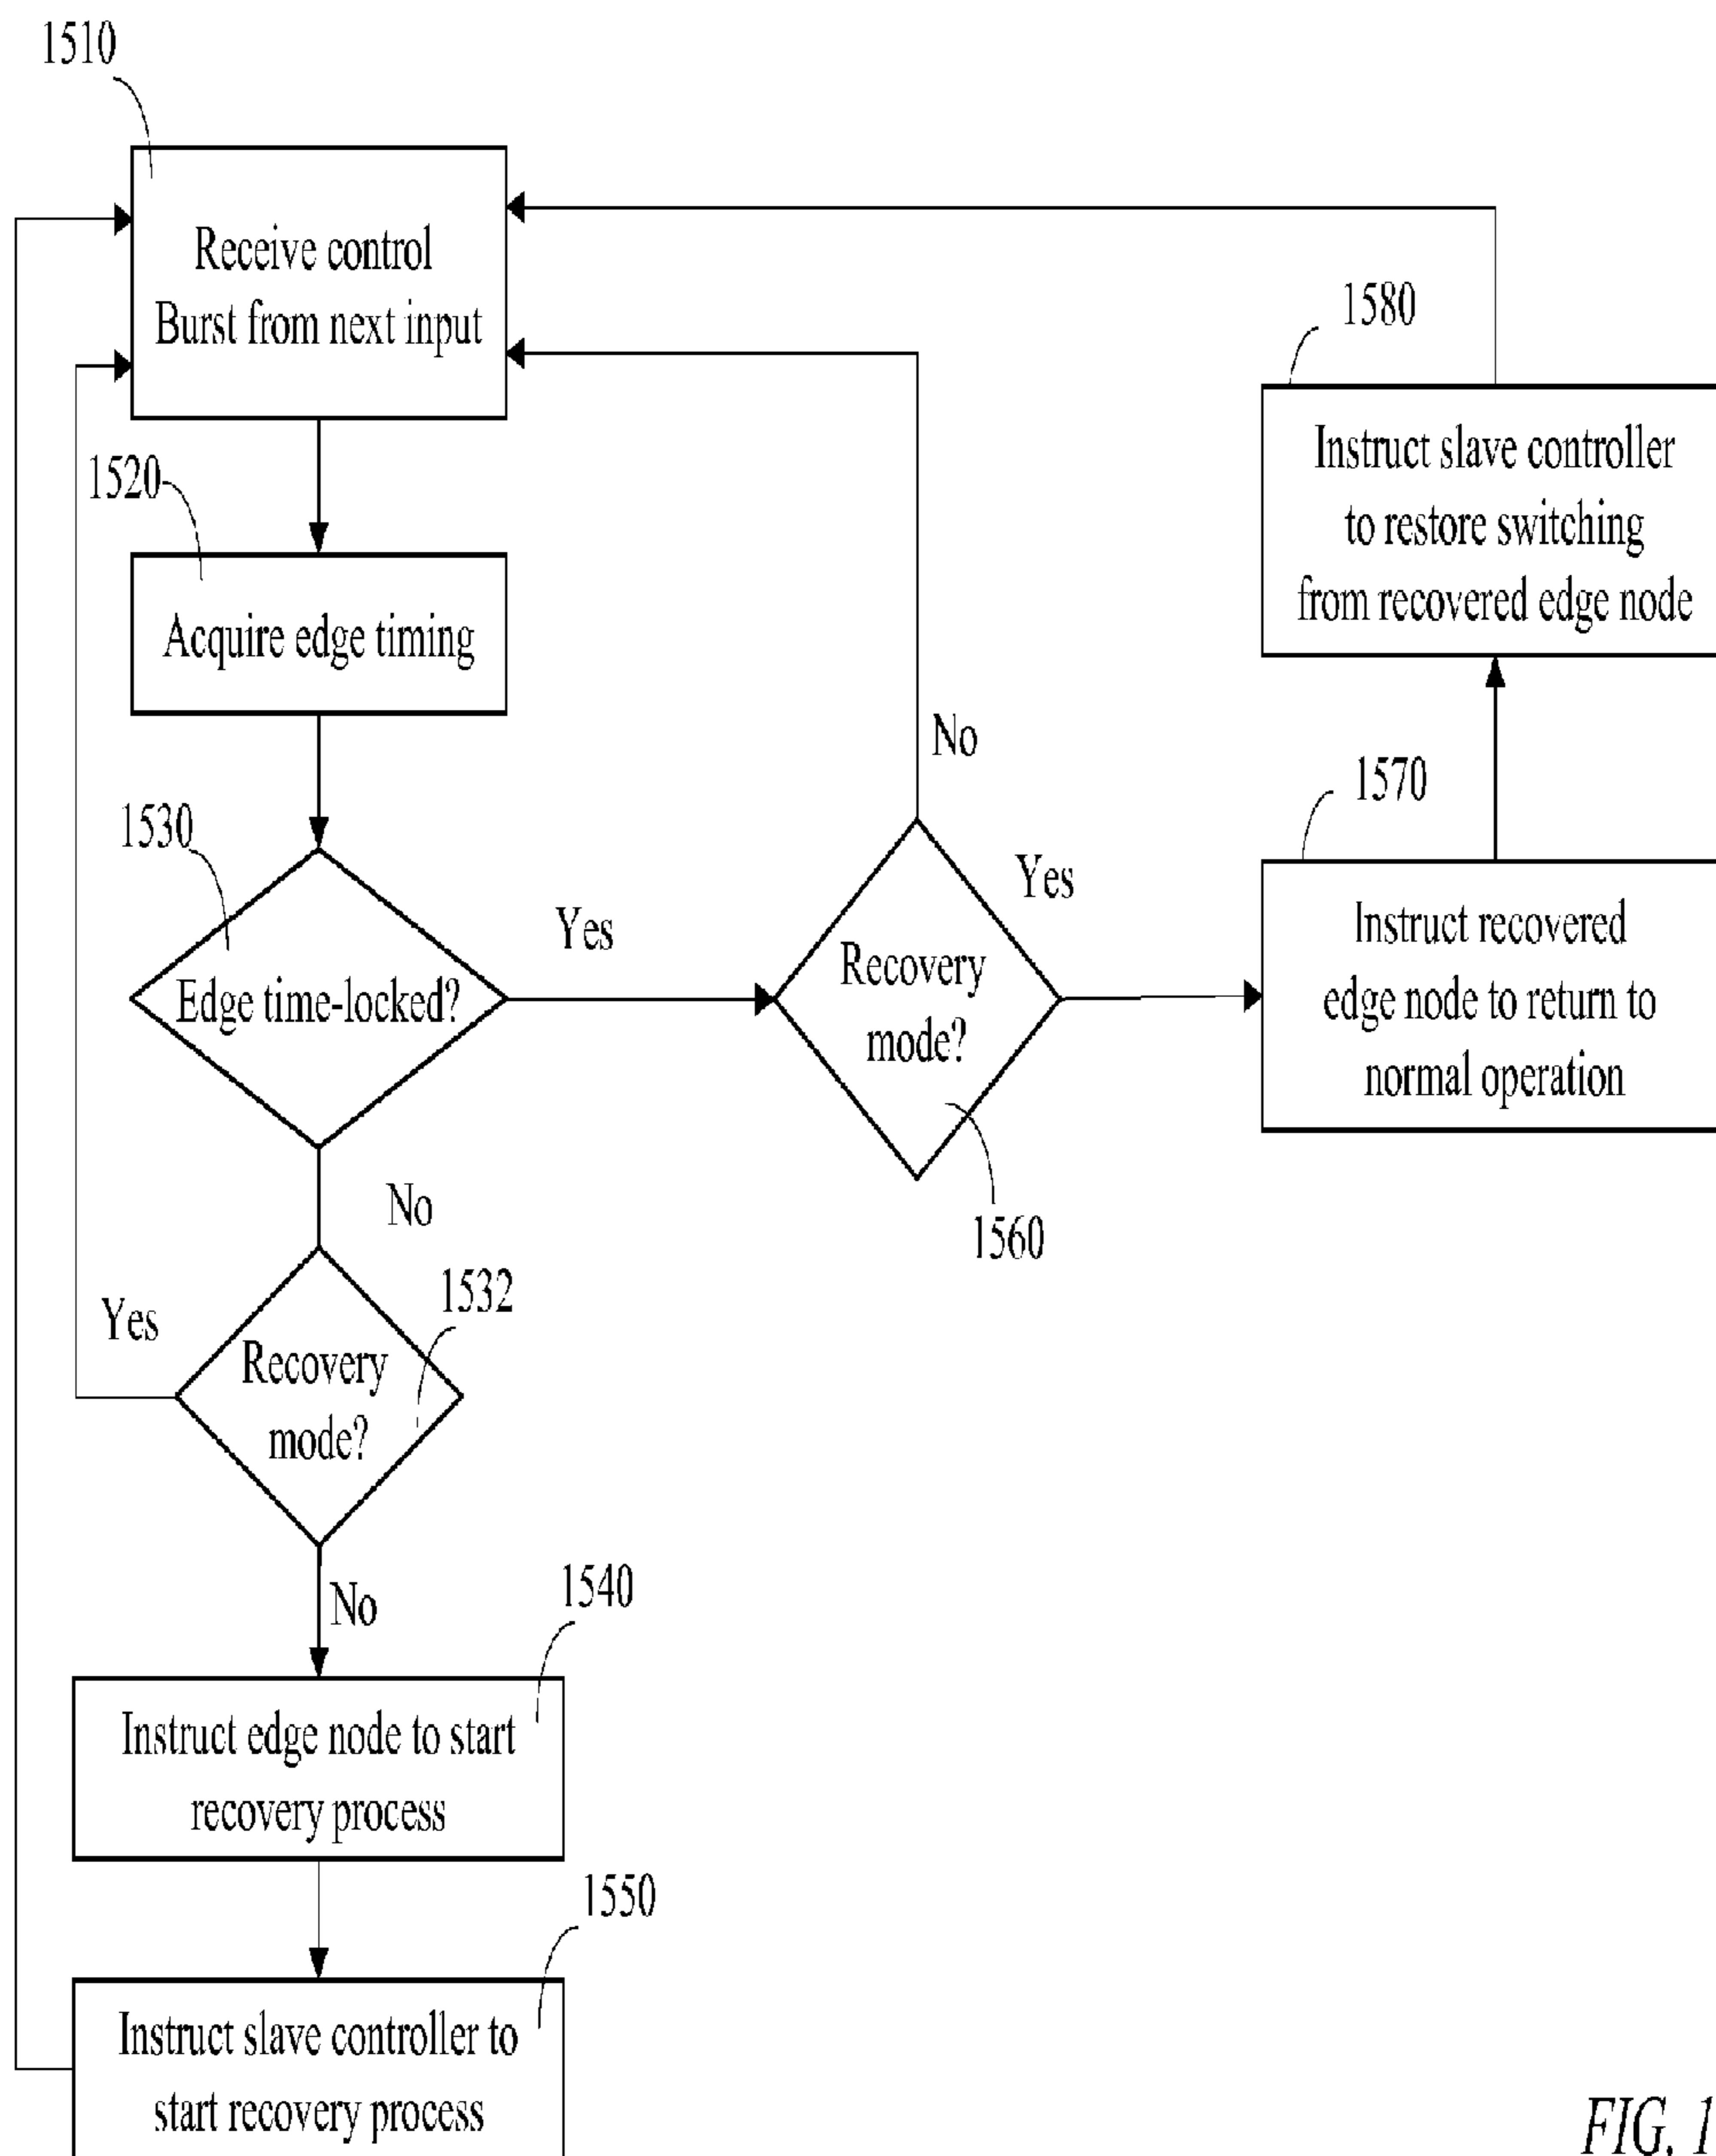 1510
Receive control
Burst from next input
1520
Acquire edge timing
1530
Edge time-locked?
Yes
No
Recovery
mode?
1560
Yes
No
1580
Instruct slave controller
to restore switching
from recovered edge node
1570
Instruct recovered
edge node to return to
normal operation
1532
Recovery
mode?
Yes
No
1540
Instruct edge node to start
recovery process
1550
Instruct slave controller to
start recovery process
FIG. 1